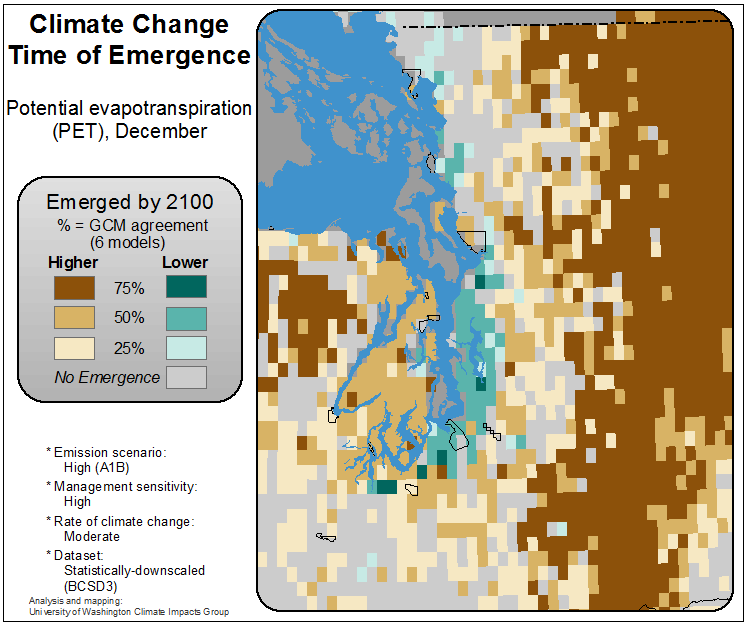 Climate Change
Time of Emergence
Potential evapotranspiration
(PET), December
Emerged by 2100
% = GCM agreement
(6 models)
Higher Lower
75%
50%
25%
No Emergence
* Emission scenario:
High (A1B)
* Management sensitivity:
High
* Rate of climate change:
Moderate
* Dataset:
Statistically-downscaled
(BCSD3)
Analysis and mapping:
University of Washington Climate Impacts Group